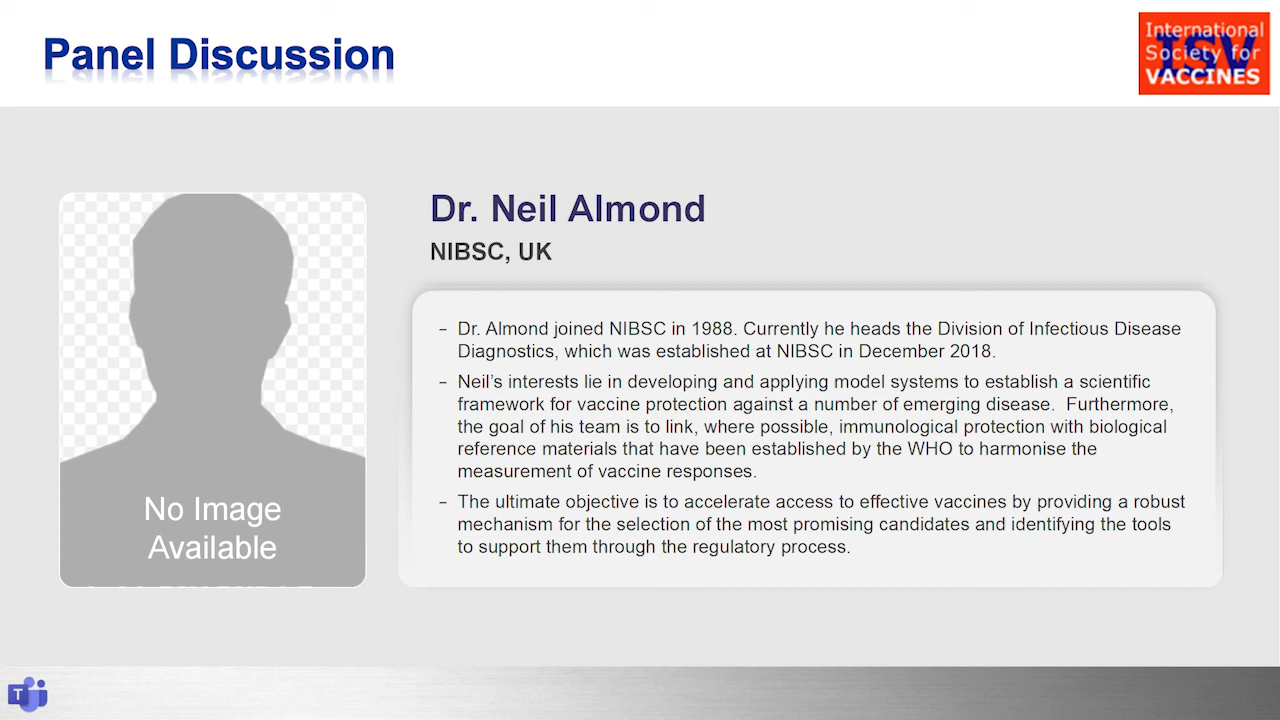 Panel Discussion
International
Society for
VACCINES
ISV
Dr. Neil Almond
NIBSC, UK
- Dr. Almond joined NIBSC in 1988. Currently he heads the Division of Infectious Disease
Diagnostics, which was established at NIBSC in December 2018.
- Neil's interests lie in developing and applying model systems to establish a scientific
framework for vaccine protection against a number of emerging disease.  Furthermore,
the goal of his team is to link, where possible, immunological protection with biological
reference materials that have been established by the WHO to harmonise the
measurement of vaccine responses.
- The ultimate objective is to accelerate access to effective vaccines by providing a robust
mechanism for the selection of the most promising candidates and identifying the tools
to support them through the regulatory process.
No Image
Available
T